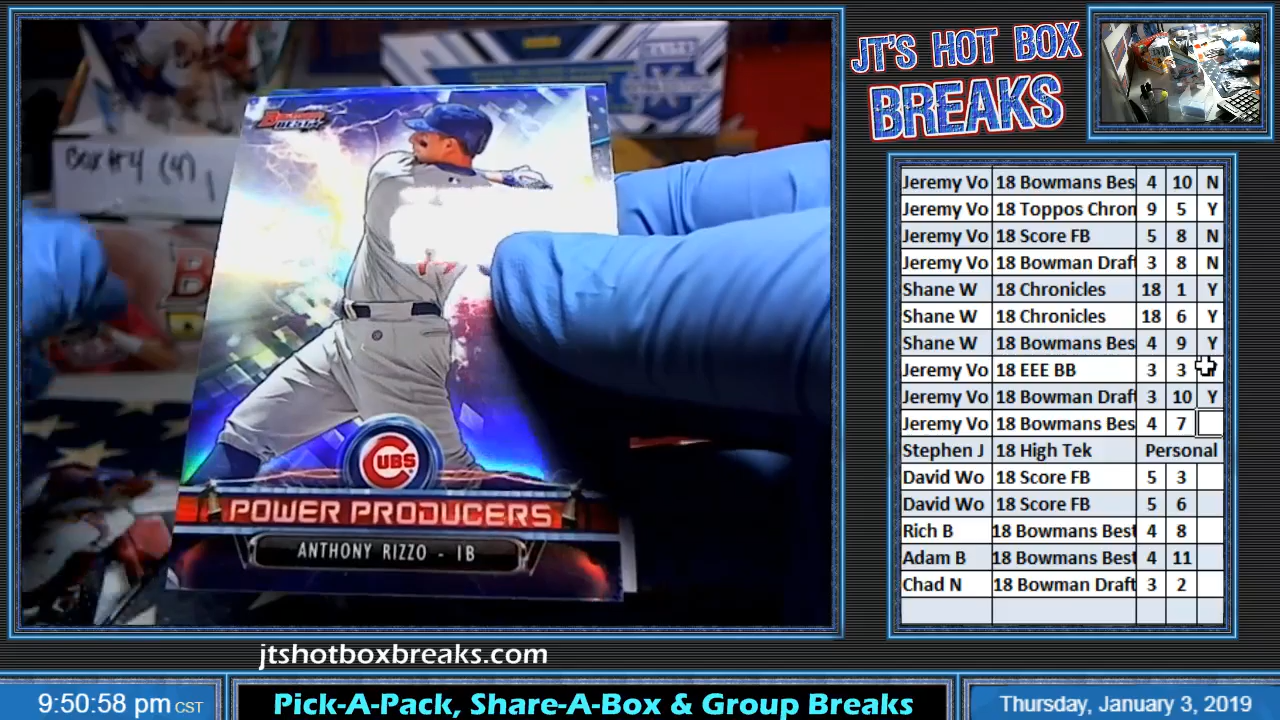 JT'S HOT BOX
BREAKS
BOWMAN'S
BEST
CUBS
POWER PRODUCERS
ANTHONY RIZZO - 1B
Jeremy Vo 18 Bowmans Bes 4 10 N
Jeremy Vo 18 Toppos Chron 9 5 Y
Jeremy Vo 18 Score FB 5 8 N
Jeremy Vo 18 Bowman Draft 3 8 N
Shane W 18 Chronicles 18 1 Y
Shane W 18 Chronicles 18 6 Y
Shane W 18 Bowmans Bes 4 9 Y
Jeremy Vo 18 EEE BB 3 3
Jeremy Vo 18 Bowman Draft 3 10 Y
Jeremy Vo 18 Bowmans Bes 4 7
Stephen J 18 High Tek Personal
David Wo 18 Score FB 5 3
David Wo 18 Score FB 5 6
Rich B 18 Bowmans Best 4 8
Adam B 18 Bowmans Best 4 11
Chad N 18 Bowman Draft 3 2
jtshotboxbreaks.com
9:50:58 pm CST
Pick-A-Pack, Share-A-Box & Group Breaks
Thursday, January 3, 2019